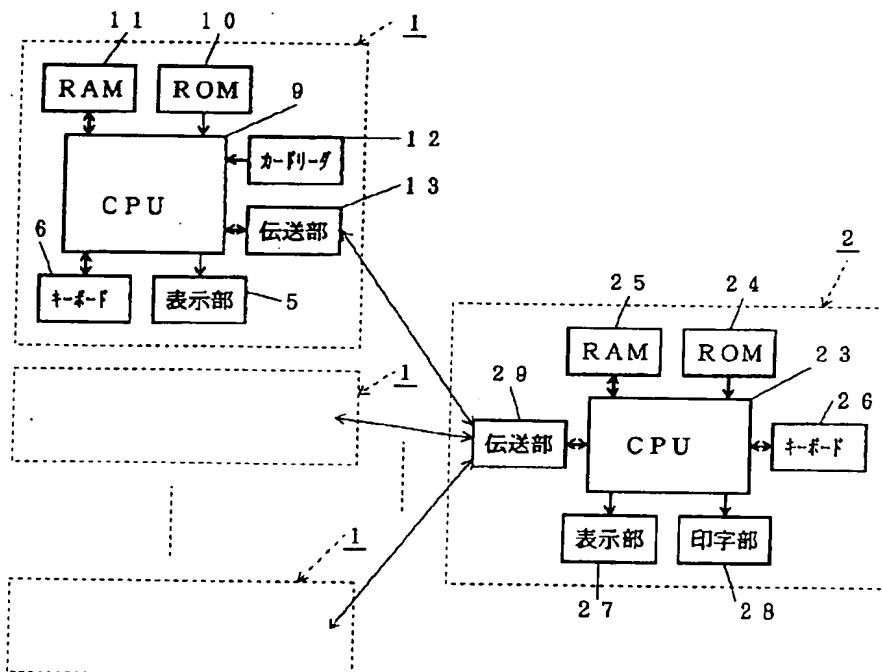 11 10 1
RAM ROM 9
カードリーダ 12
CPU 13
伝送部
6
キーボード 表示部 5
2
25 24
RAM ROM
1 29 23
26
伝送部 CPU キーボード
1
表示部 印字部
27 28